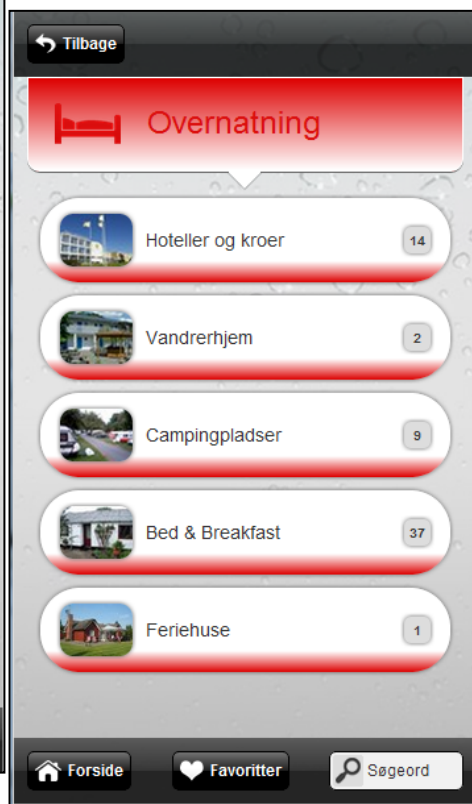 Tilbage
Overnatning
Hoteller og kroer 14
Vandrerhjem 2
Campingpladser 9
Bed & Breakfast 37
Feriehuse 1
Forside Favoritter Søgeord